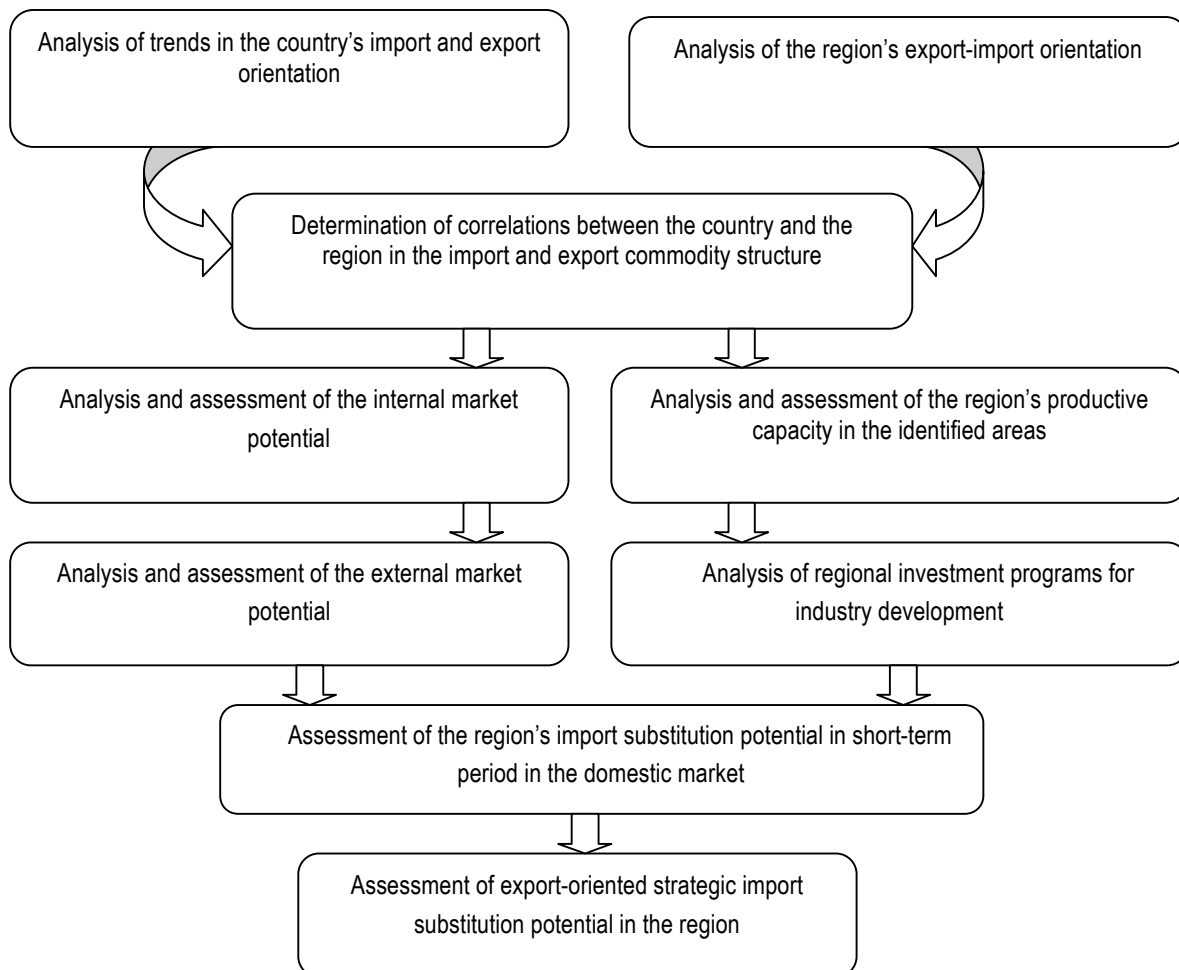 Analysis of trends in the country’s import and export
orientation
Analysis of the region’s export-import orientation
Determination of correlations between the country and the
region in the import and export commodity structure
Analysis and assessment of the internal market
potential
Analysis and assessment of the region’s productive
capacity in the identified areas
Analysis and assessment of the external market
potential
Analysis of regional investment programs for
industry development
Assessment of the region’s import substitution potential in short-term
period in the domestic market
Assessment of export-oriented strategic import
substitution potential in the region